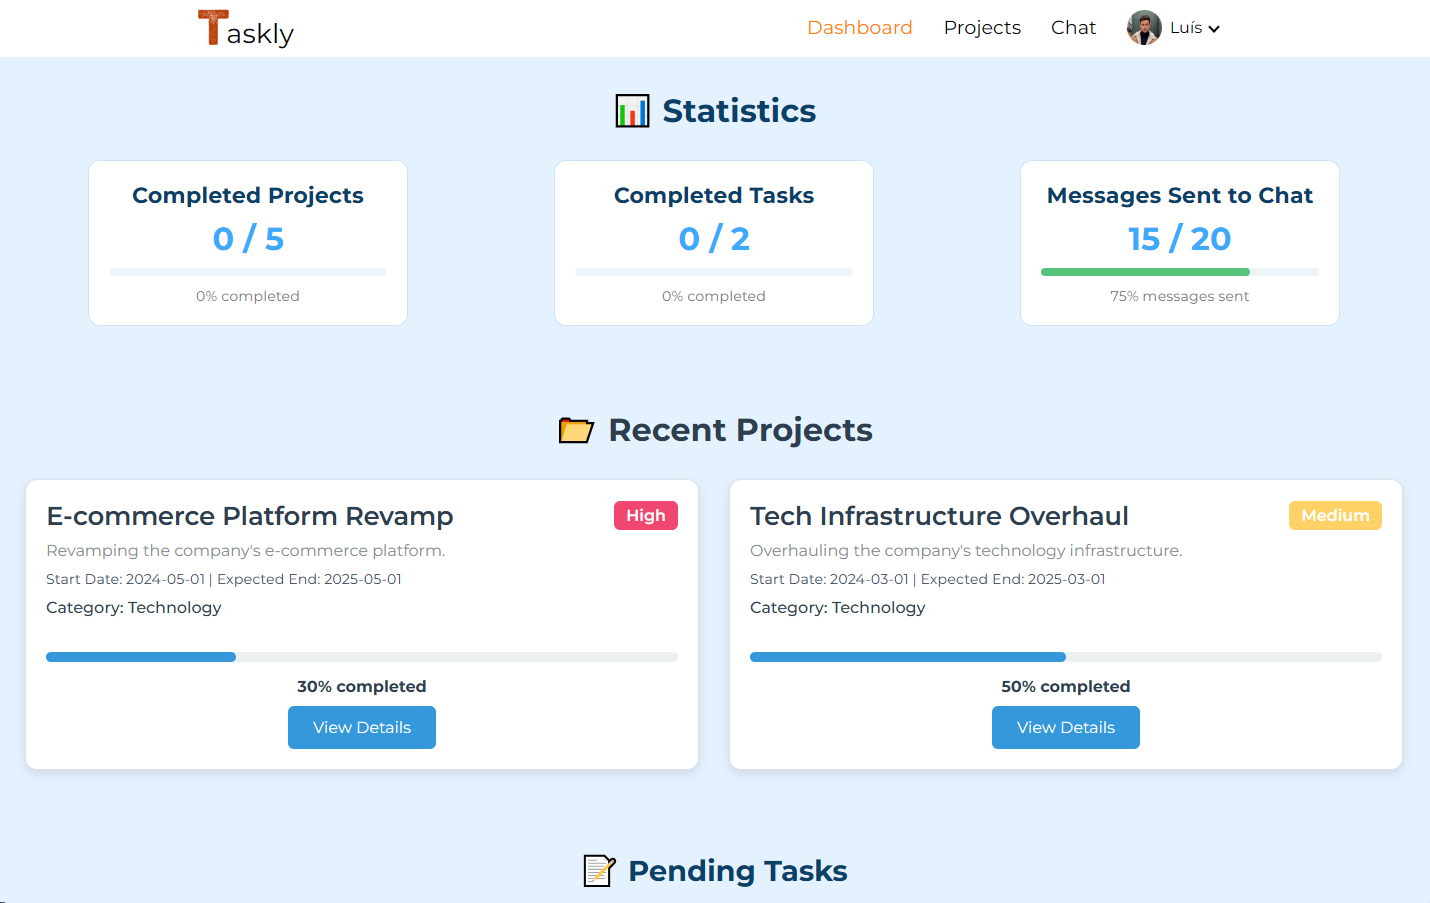 Taskly
Dashboard
Projects
Chat
Luís
Statistics
Completed Projects
0 / 5
0% completed
Completed Tasks
0 / 2
0% completed
Messages Sent to Chat
15 / 20
75% messages sent
Recent Projects
E-commerce Platform Revamp
High
Revamping the company's e-commerce platform.
Start Date: 2024-05-01 | Expected End: 2025-05-01
Category: Technology
30% completed
View Details
Tech Infrastructure Overhaul
Medium
Overhauling the company's technology infrastructure.
Start Date: 2024-03-01 | Expected End: 2025-03-01
Category: Technology
50% completed
View Details
Pending Tasks